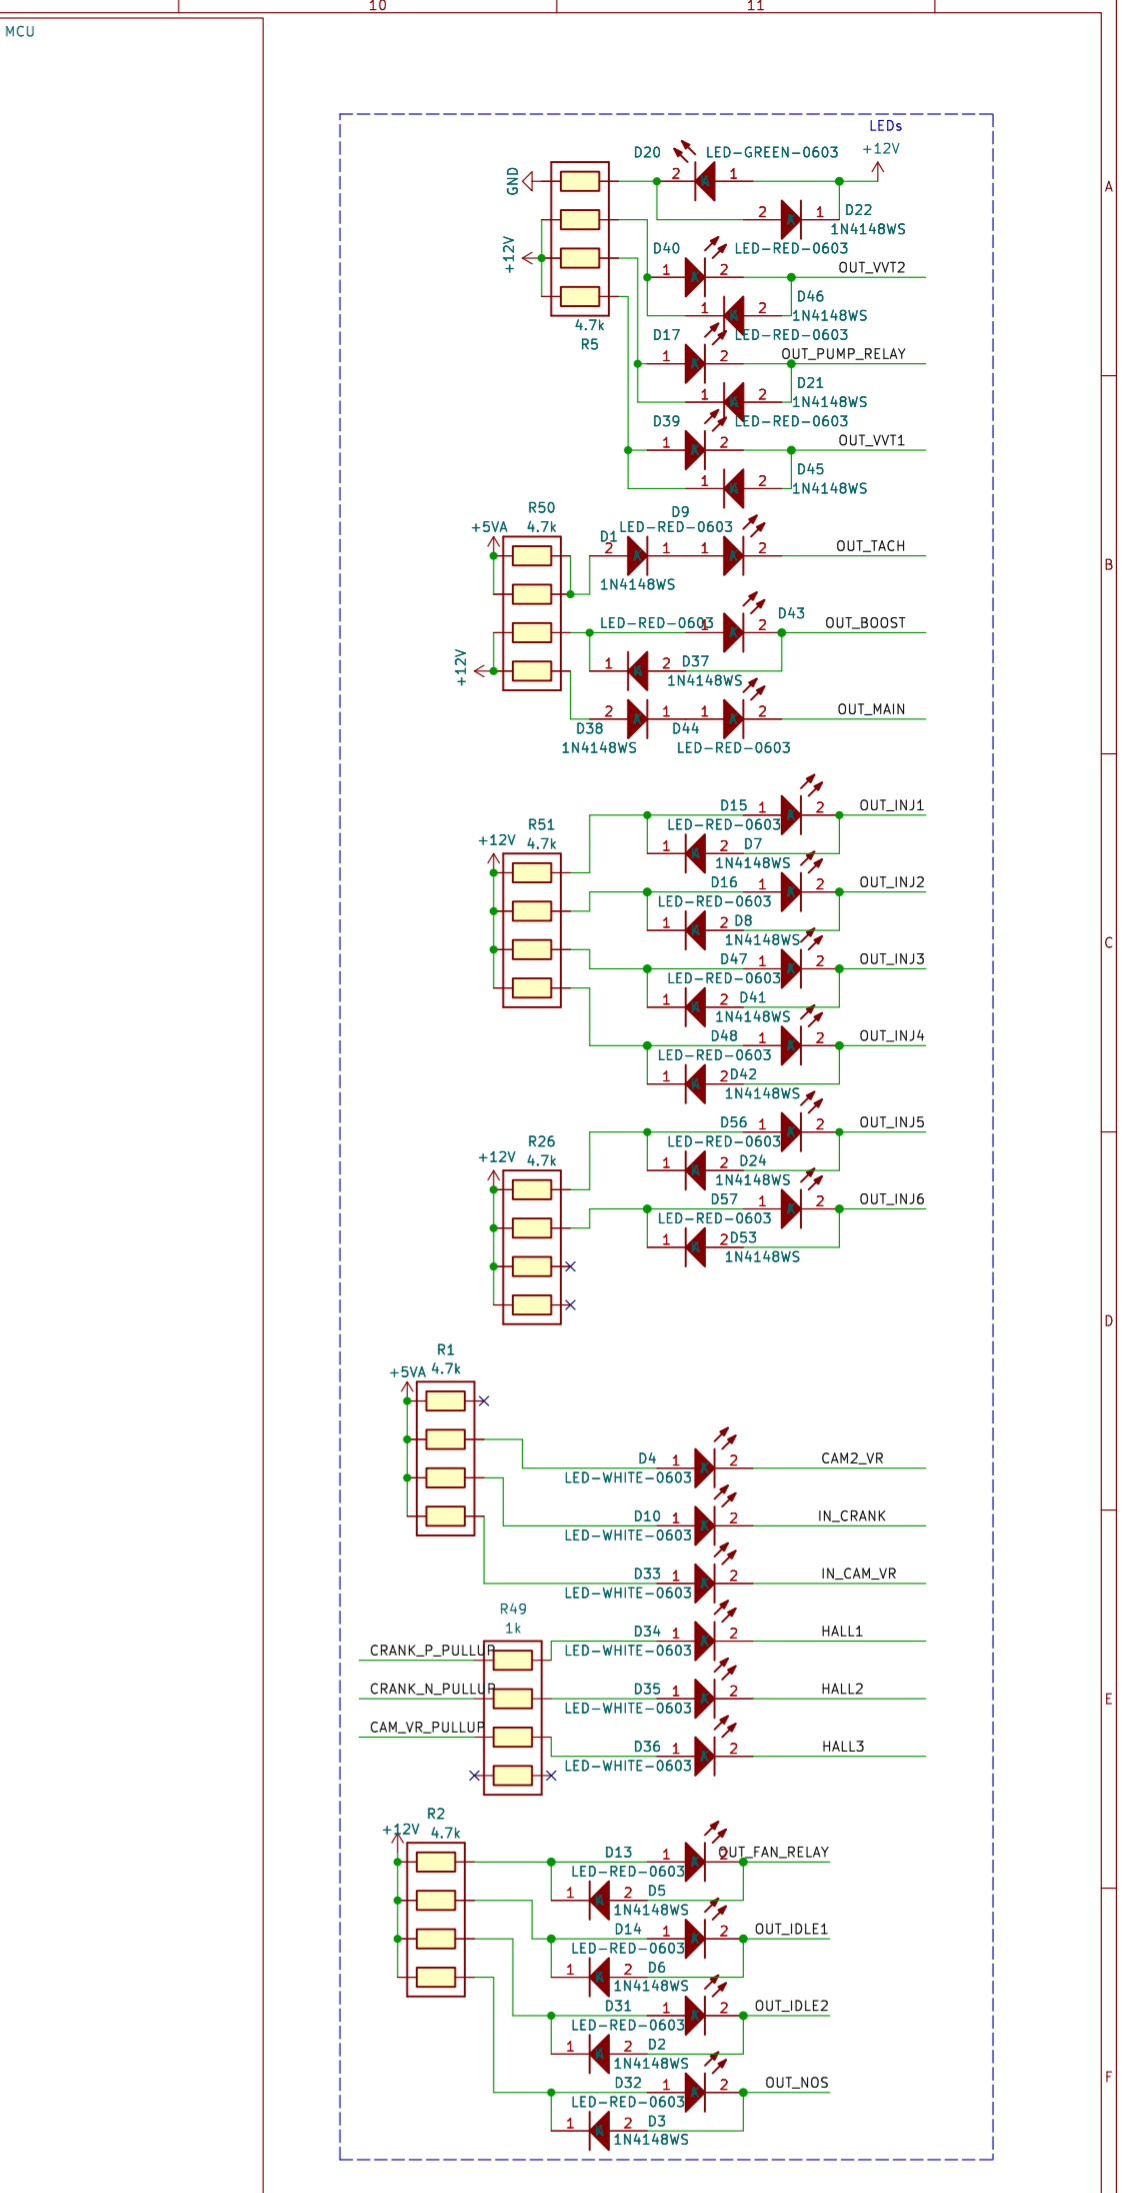 10
11
MCU
LEDs
D20
LED-GREEN-0603
+12V
GND
2
1
A
2
1
D22
1N4148WS
+12V
D40
LED-RED-0603
1
2
OUT_VVT2
D46
1
2
1N4148WS
4.7k
R5
D17
LED-RED-0603
1
2
OUT_PUMP_RELAY
D21
1
2
1N4148WS
D39
LED-RED-0603
1
2
OUT_VVT1
D45
1
2
1N4148WS
R50
4.7k
+5VA
D9
LED-RED-0603
D1
2
1
1
2
OUT_TACH
B
1N4148WS
LED-RED-0603
D43
1
2
OUT_BOOST
+12V
1
2
D37
1N4148WS
2
1
1
2
OUT_MAIN
D38
D44
1N4148WS
LED-RED-0603
R51
4.7k
+12V
D15
1
2
OUT_INJ1
LED-RED-0603
1
2
D7
1N4148WS
D16
1
2
OUT_INJ2
LED-RED-0603
1
2
D8
1N4148WS
C
D47
1
2
OUT_INJ3
LED-RED-0603
1
2
D41
1N4148WS
D48
1
2
OUT_INJ4
LED-RED-0603
1
2
D42
1N4148WS
R26
4.7k
+12V
D56
1
2
OUT_INJ5
LED-RED-0603
1
2
D24
1N4148WS
D57
1
2
OUT_INJ6
LED-RED-0603
1
2
D53
1N4148WS
D
R1
4.7k
+5VA
D4
1
2
CAM2_VR
LED-WHITE-0603
D10
1
2
IN_CRANK
LED-WHITE-0603
D33
1
2
IN_CAM_VR
LED-WHITE-0603
R49
1k
D34
1
2
HALL1
LED-WHITE-0603
CRANK_P_PULLUP
CRANK_N_PULLUP
D35
1
2
HALL2
LED-WHITE-0603
E
CAM_VR_PULLUP
D36
1
2
HALL3
LED-WHITE-0603
R2
4.7k
+12V
D13
1
2
OUT_FAN_RELAY
LED-RED-0603
1
2
D5
1N4148WS
D14
1
2
OUT_IDLE1
LED-RED-0603
1
2
D6
1N4148WS
D31
1
2
OUT_IDLE2
LED-RED-0603
1
2
D2
1N4148WS
F
D32
1
2
OUT_NOS
LED-RED-0603
1
2
D3
1N4148WS